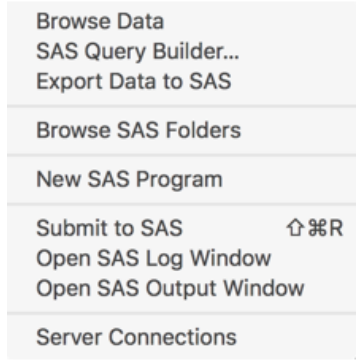 Browse Data
SAS Query Builder...
Export Data to SAS
Browse SAS Folders
New SAS Program
Submit to SAS ⇧⌘R
Open SAS Log Window
Open SAS Output Window
Server Connections